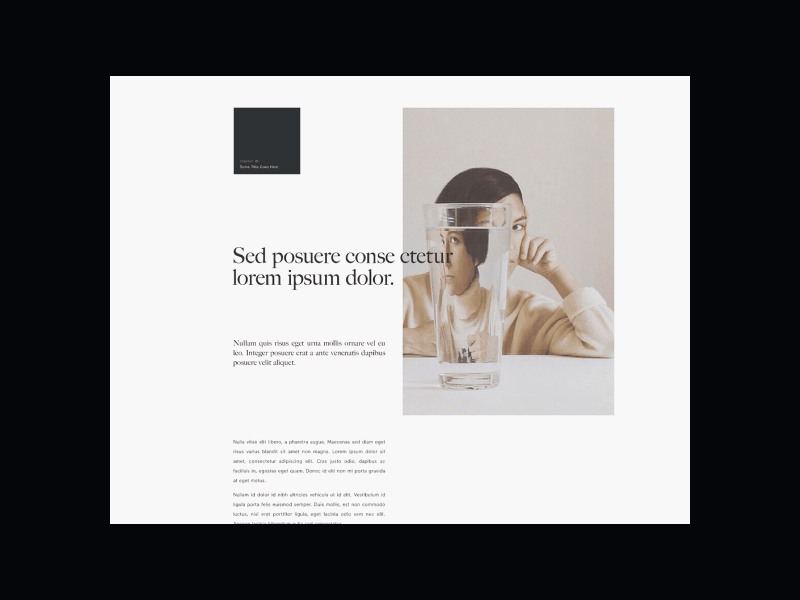 Chapter 01
Some Title Goes Here
Sed posuere conse ctetur
lorem ipsum dolor.
Nullam quis risus eget urna mollis ornare vel eu
leo. Integer posuere erat a ante venenatis dapibus
posuere velit aliquet.
Nulla vitae elit libero, a pharetra augue. Maecenas sed diam eget
risus varius blandit sit amet non magna. Lorem ipsum dolor sit
amet, consectetur adipiscing elit. Cras justo odio, dapibus ac
facilisis in, egestas eget quam. Donec id elit non mi porta gravida
at eget metus.
Nullam id dolor id nibh ultricies vehicula ut id elit. Vestibulum id
ligula porta felis euismod semper. Duis mollis, est non commodo
luctus, nisi erat porttitor ligula, eget lacinia odio sem nec elit.